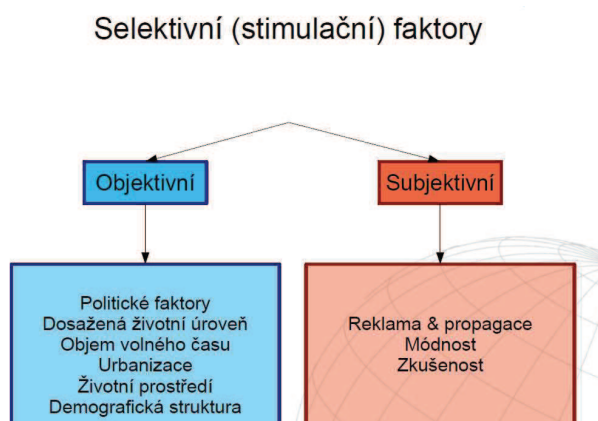 Selektivní (stimulační) faktory
Objektivní
Subjektivní
Politické faktory
Dosažená životní úroveň
Objem volného času
Urbanizace
Životní prostředí
Demografická struktura
Reklama & propagace
Módnost
Zkušenost